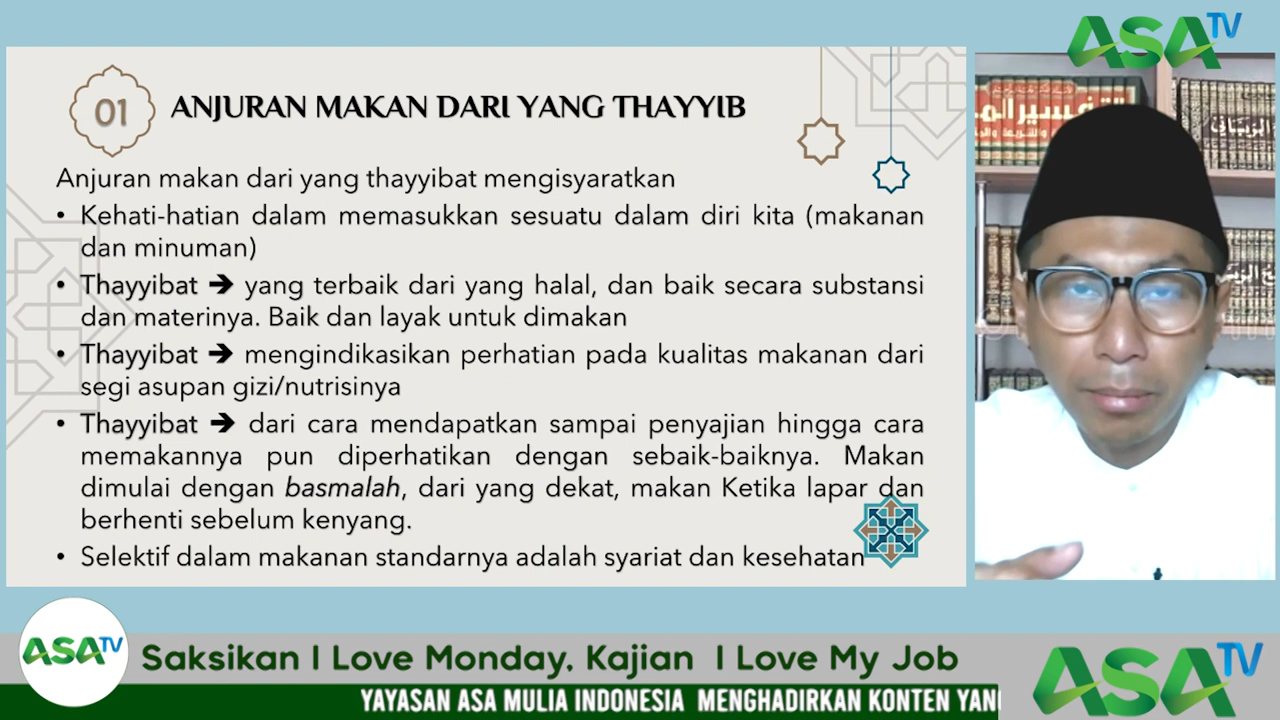 ASA TV
01
ANJURAN MAKAN DARI YANG THAYYIB
Anjuran makan dari yang thayyibat mengisyaratkan
• Kehati-hatian dalam memasukkan sesuatu dalam diri kita (makanan
dan minuman)
• Thayyibat ➔ yang terbaik dari yang halal, dan baik secara substansi
dan materinya. Baik dan layak untuk dimakan
• Thayyibat ➔ mengindikasikan perhatian pada kualitas makanan dari
segi asupan gizi/nutrisinya
• Thayyibat ➔ dari cara mendapatkan sampai penyajian hingga cara
memakannya pun diperhatikan dengan sebaik-baiknya. Makan
dimulai dengan basmalah, dari yang dekat, makan Ketika lapar dan
berhenti sebelum kenyang.
• Selektif dalam makanan standarnya adalah syariat dan kesehatan
ASA TV
Saksikan I Love Monday, Kajian I Love My Job
ASA TV
YAYASAN ASA MULIA INDONESIA MENGHADIRKAN KONTEN